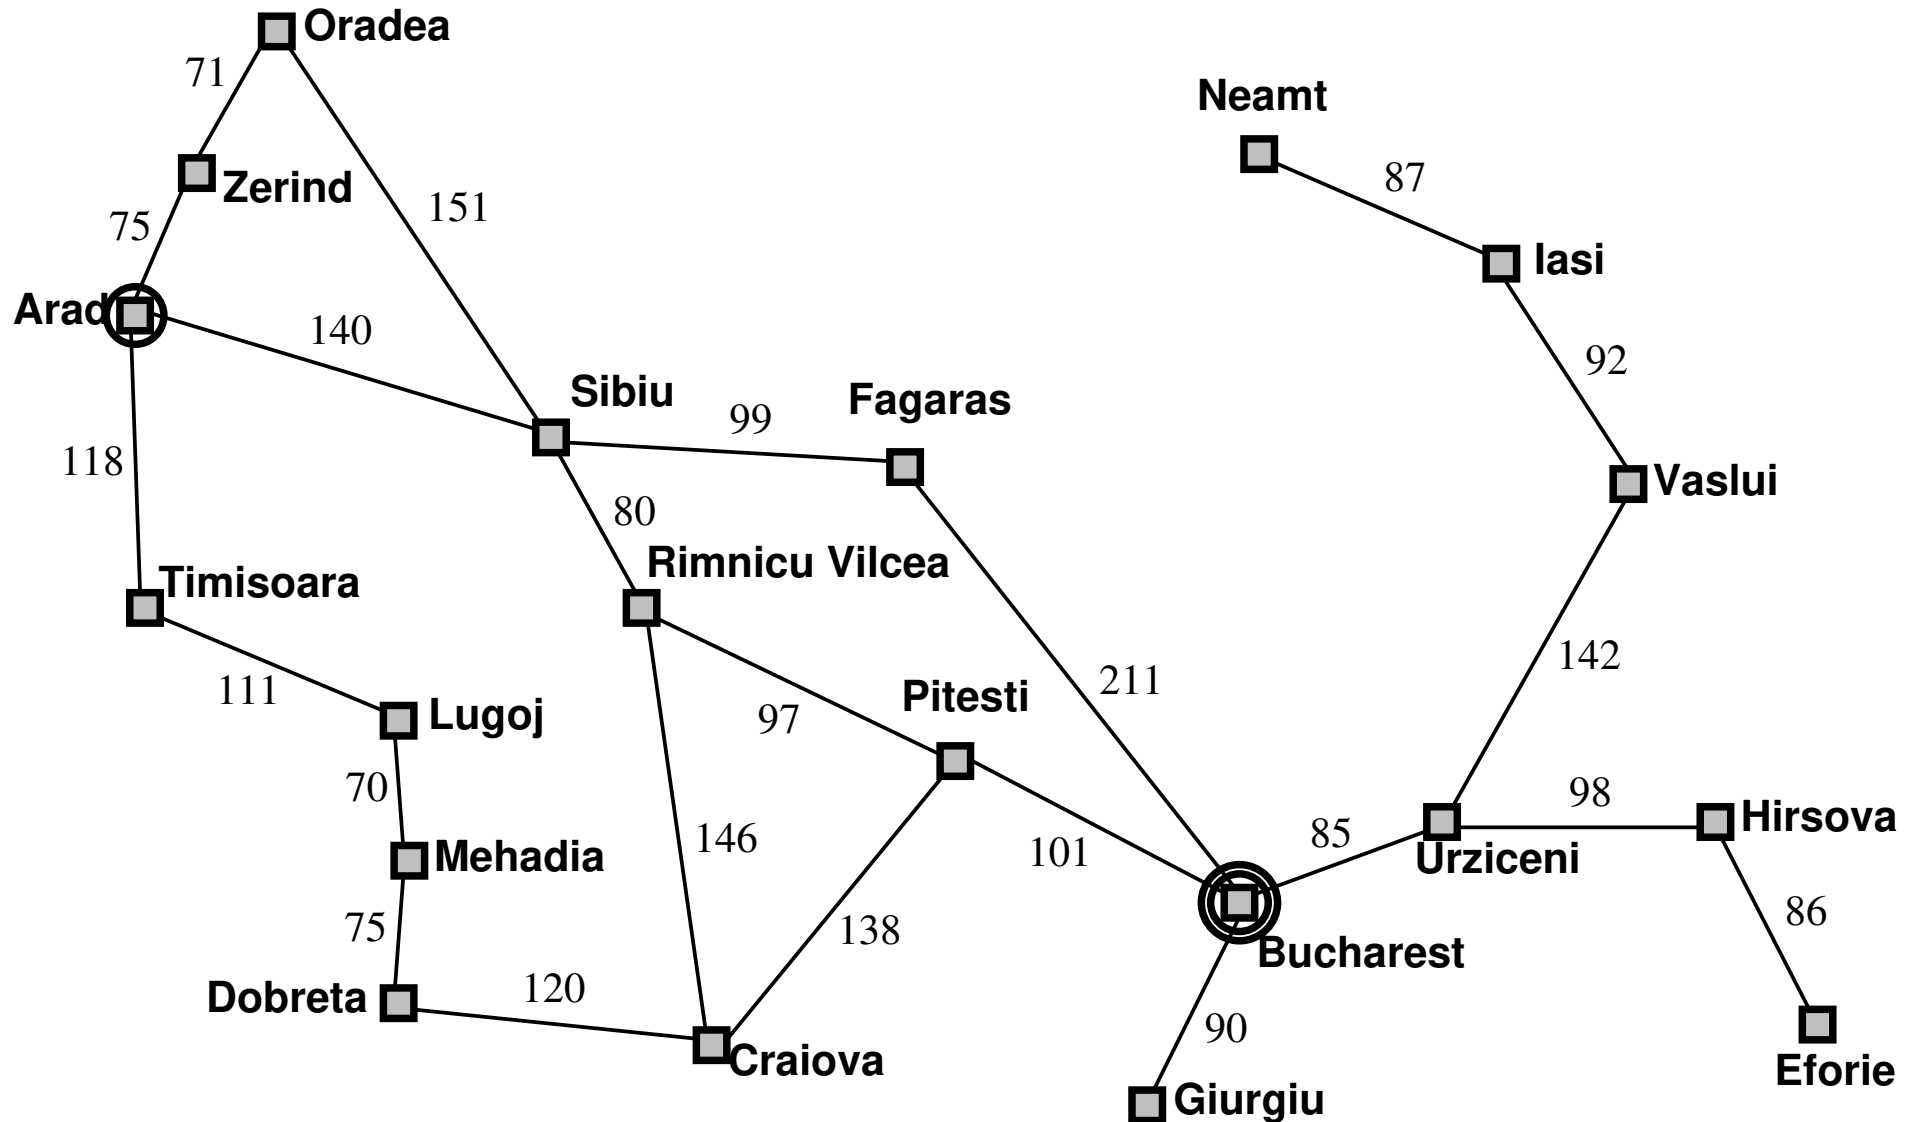 Oradea
71
Neamt
87
Zerind
151
75
Iasi
Arad
140
92
Sibiu
Fagaras
99
118
Vaslui
80
Rimnicu Vilcea
Timisoara
142
211
111
Pitesti
Lugoj
97
70
98
Hirsova
146
101
85
Urziceni
Mehadia
86
75
138
Bucharest
Dobreta
120
90
Craiova
Eforie
Giurgiu